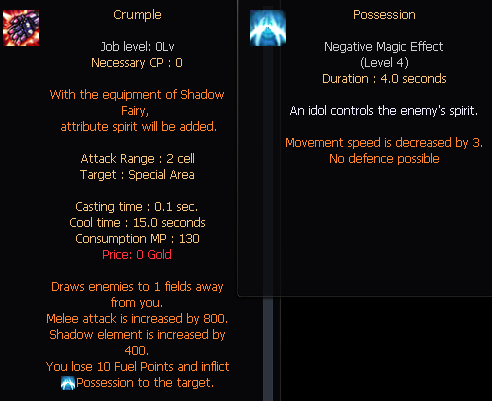 Crumple
Job level: 0Lv
Necessary CP : 0
With the equipment of Shadow
Fairy,
attribute spirit will be added.
Attack Range : 2 cell
Target : Special Area
Casting time : 0.1 sec.
Cool time : 15.0 seconds
Consumption MP : 130
Price: 0 Gold
Draws enemies to 1 fields away
from you.
Melee attack is increased by 800.
Shadow element is increased by
400.
You lose 10 Fuel Points and inflict
Possession to the target.
Possession
Negative Magic Effect
(Level 4)
Duration : 4.0 seconds
An idol controls the enemy's spirit.
Movement speed is decreased by 3.
No defence possible